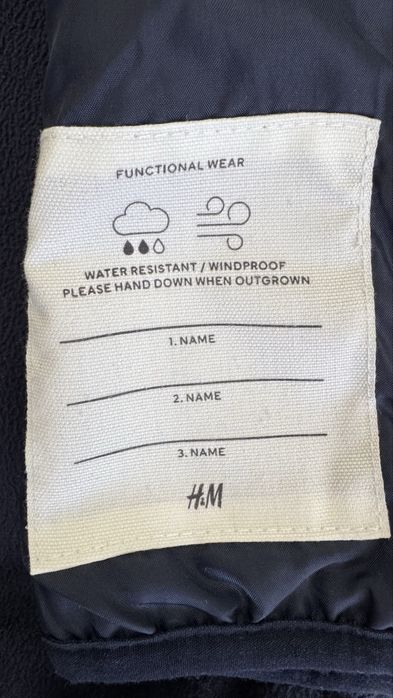 FUNCTIONAL WEAR
WATER RESISTANT / WINDPROOF
PLEASE HAND DOWN WHEN OUTGROWN
1. NAME
2. NAME
3. NAME
H&M